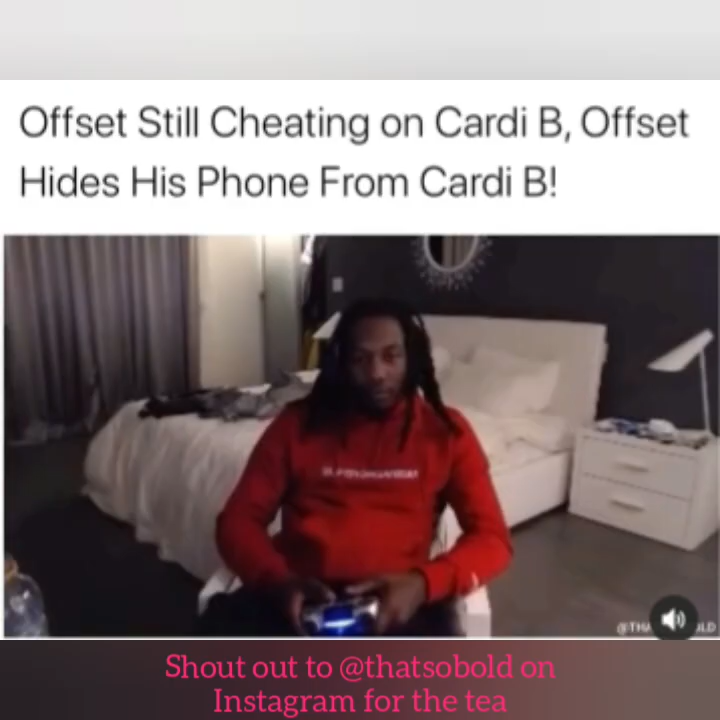 Offset Still Cheating on Cardi B, Offset
Hides His Phone From Cardi B!
Shout out to @thatsobold on
Instagram for the tea